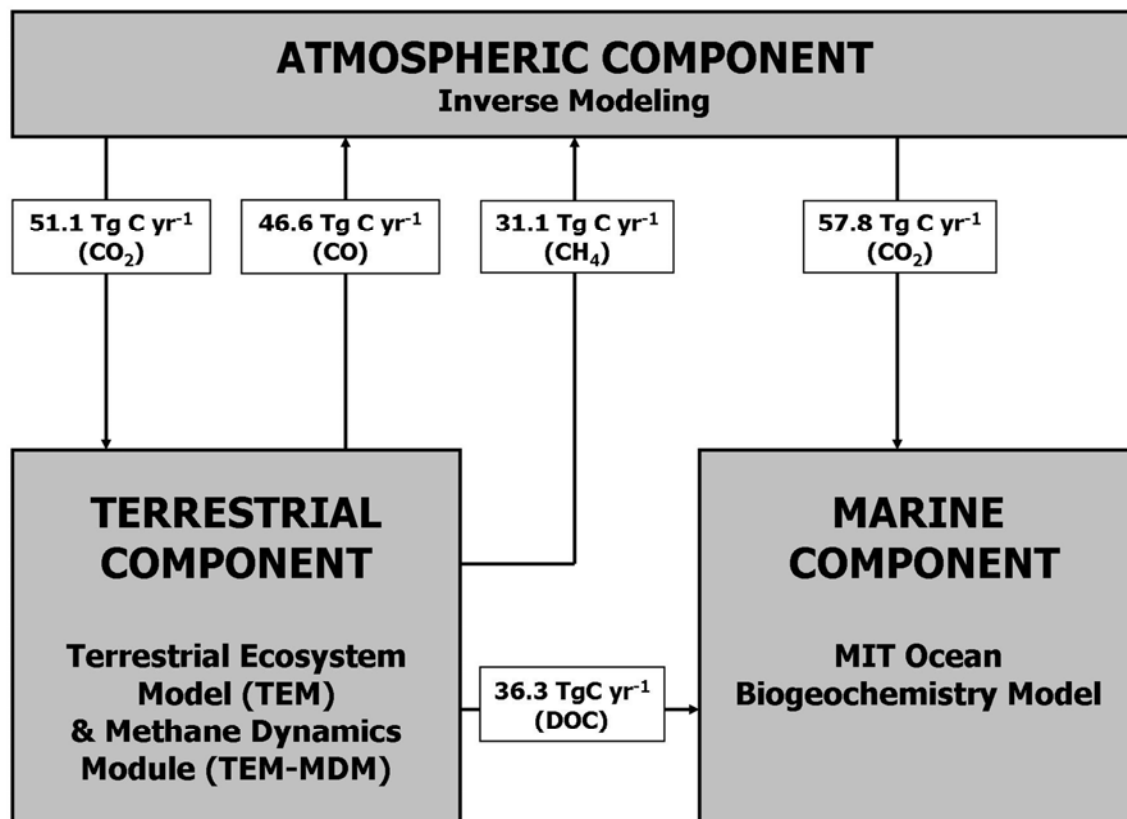 ATMOSPHERIC COMPONENT
Inverse Modeling
51.1 Tg C yr⁻¹
(CO₂)
46.6 Tg C yr⁻¹
(CO)
31.1 Tg C yr⁻¹
(CH₄)
57.8 Tg C yr⁻¹
(CO₂)
TERRESTRIAL
COMPONENT
Terrestrial Ecosystem
Model (TEM)
& Methane Dynamics
Module (TEM-MDM)
36.3 TgC yr⁻¹
(DOC)
MARINE
COMPONENT
MIT Ocean
Biogeochemistry Model